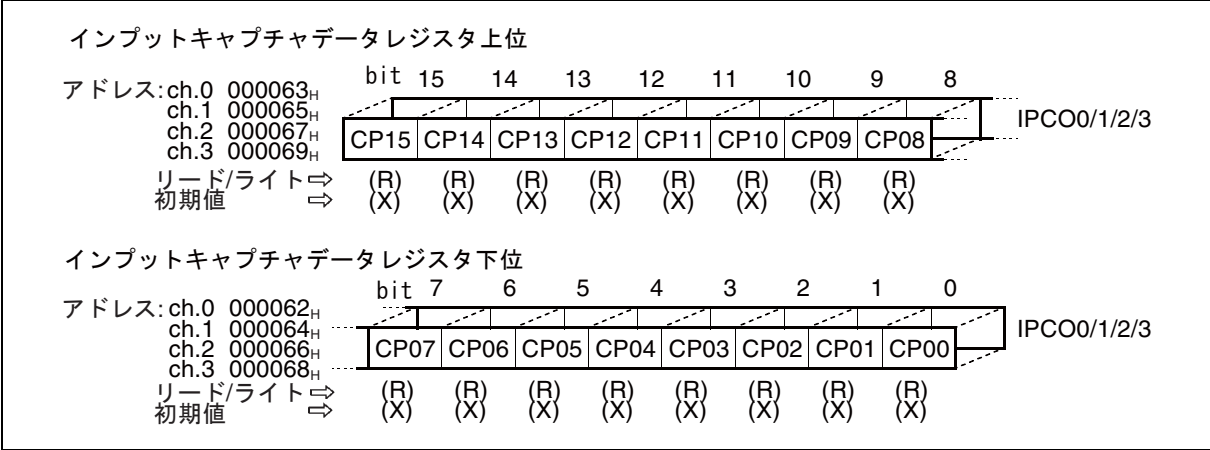 インプットキャプチャデータレジスタ上位
bit 15 14 13 12 11 10 9 8
アドレス:ch.0 000063H
ch.1 000065H
ch.2 000067H
ch.3 000069H
CP15 CP14 CP13 CP12 CP11 CP10 CP09 CP08
IPCO0/1/2/3
リード/ライト⇨ (R) (R) (R) (R) (R) (R) (R) (R)
初期値 ⇨ (X) (X) (X) (X) (X) (X) (X) (X)
インプットキャプチャデータレジスタ下位
bit 7 6 5 4 3 2 1 0
アドレス:ch.0 000062H
ch.1 000064H
ch.2 000066H
ch.3 000068H
CP07 CP06 CP05 CP04 CP03 CP02 CP01 CP00
IPCO0/1/2/3
リード/ライト⇨ (R) (R) (R) (R) (R) (R) (R) (R)
初期値 ⇨ (X) (X) (X) (X) (X) (X) (X) (X)